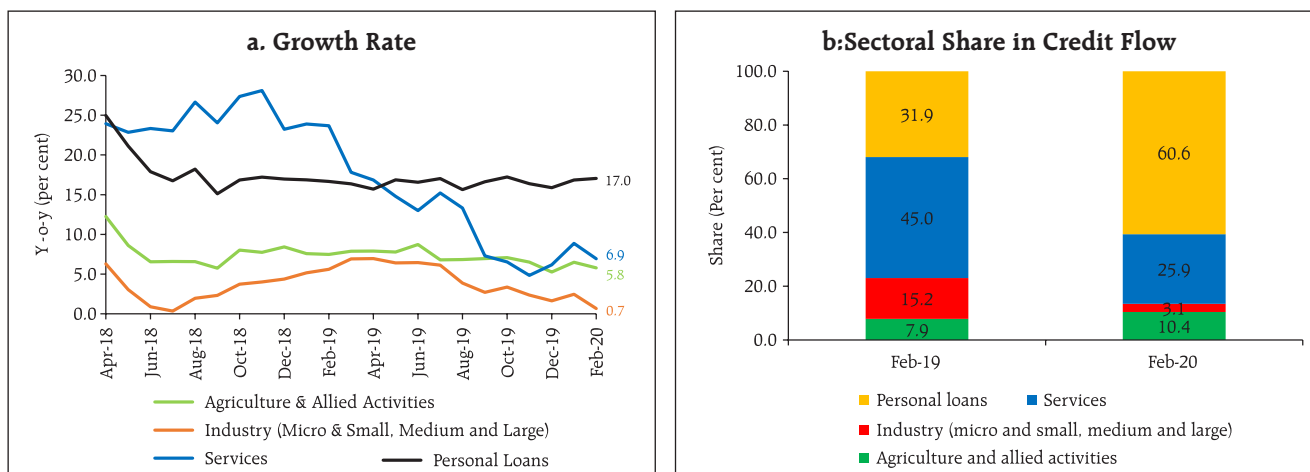 a. Growth Rate
Y -o-y (per cent)
30.0
25.0
20.0
15.0
10.0
5.0
0.0
17.0
6.9
5.8
0.7
Apr-18
Jun-18
Aug-18
Oct-18
Dec-18
Feb-19
Apr-19
Jun-19
Aug-19
Oct-19
Dec-19
Feb-20
Agriculture & Allied Activities
Industry (Micro & Small, Medium and Large)
Services
Personal Loans
b:Sectoral Share in Credit Flow
Share (Per cent)
100.0
80.0
60.0
40.0
20.0
0.0
31.9
45.0
15.2
7.9
60.6
25.9
3.1
10.4
Feb-19
Feb-20
Personal loans
Services
Industry (micro and small, medium and large)
Agriculture and allied activities